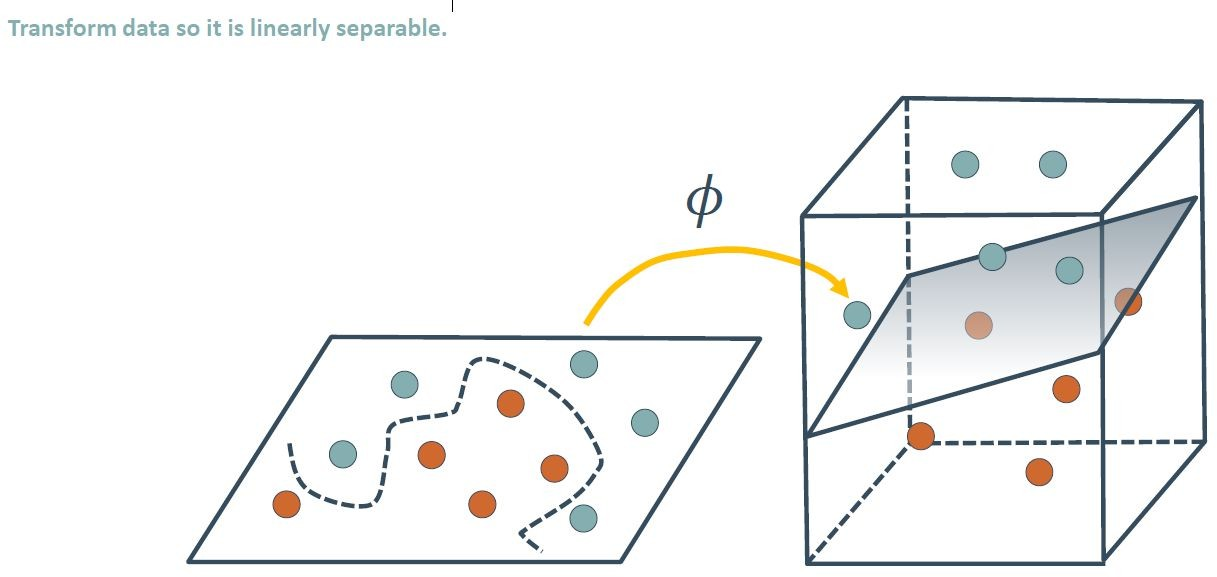 Transform data so it is linearly separable.
ϕ